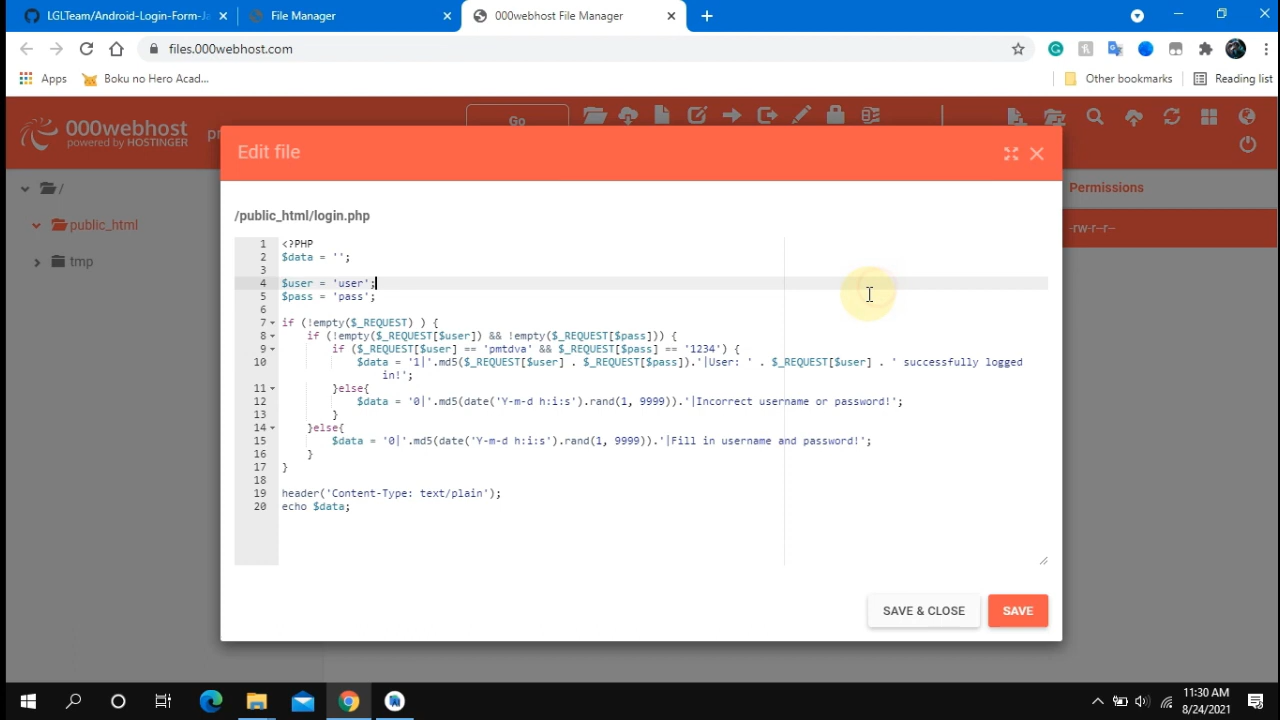 LGLTeam/Android-Login-Form-Ja
File Manager
000webhost File Manager
files.000webhost.com
Apps
Boku no Hero Acad...
Other bookmarks
Reading list
000webhost
powered by HOSTINGER
pr
Go
Edit file
/
public_html
tmp
Permissions
-rw-r--r--
/public_html/login.php
1 <?PHP
2 $data = '';
3
4 $user = 'user';
5 $pass = 'pass';
6
7 if (!empty($_REQUEST) ) {
8 if (!empty($_REQUEST[$user]) && !empty($_REQUEST[$pass])) {
9 if ($_REQUEST[$user] == 'pmtdva' && $_REQUEST[$pass] == '1234') {
10 $data = '1|'.md5($_REQUEST[$user] . $_REQUEST[$pass]).'|User: ' . $_REQUEST[$user] . ' successfully logged
in!';
11 }else{
12 $data = '0|'.md5(date('Y-m-d h:i:s').rand(1, 9999)).'|Incorrect username or password!';
13 }
14 }else{
15 $data = '0|'.md5(date('Y-m-d h:i:s').rand(1, 9999)).'|Fill in username and password!';
16 }
17 }
18
19 header('Content-Type: text/plain');
20 echo $data;
SAVE & CLOSE
SAVE
11:30 AM
8/24/2021